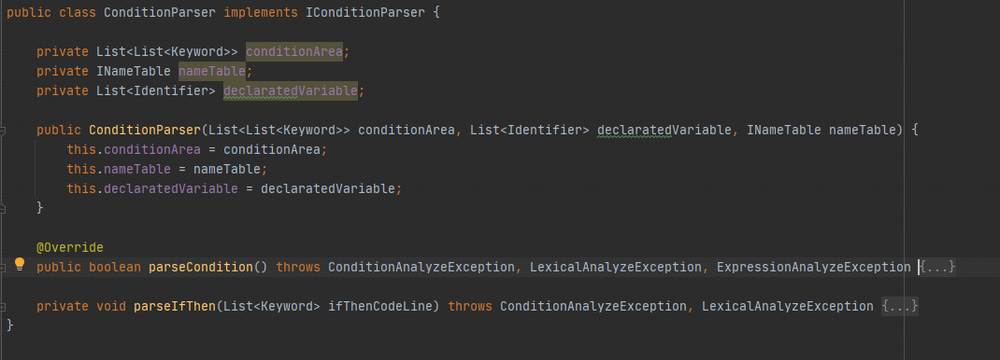 public class ConditionParser implements IConditionParser {
private List<List<Keyword>> conditionArea;
private INameTable nameTable;
private List<Identifier> declaratedVariable;
public ConditionParser(List<List<Keyword>> conditionArea, List<Identifier> declaratedVariable, INameTable nameTable) {
this.conditionArea = conditionArea;
this.nameTable = nameTable;
this.declaratedVariable = declaratedVariable;
}
@Override
public boolean parseCondition() throws ConditionAnalyzeException, LexicalAnalyzeException, ExpressionAnalyzeException {...}
private void parseIfThen(List<Keyword> ifThenCodeLine) throws ConditionAnalyzeException, LexicalAnalyzeException {...}
}